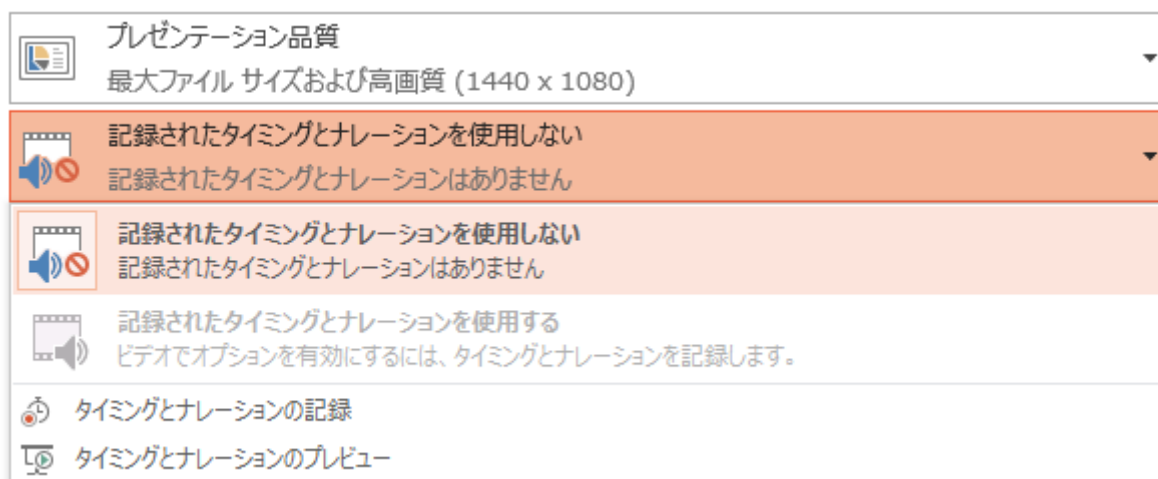 プレゼンテーション品質
最大ファイル サイズおよび高画質 (1440 x 1080)
記録されたタイミングとナレーションを使用しない
記録されたタイミングとナレーションはありません
記録されたタイミングとナレーションを使用しない
記録されたタイミングとナレーションはありません
記録されたタイミングとナレーションを使用する
ビデオでオプションを有効にするには、タイミングとナレーションを記録します。
タイミングとナレーションの記録
タイミングとナレーションのプレビュー